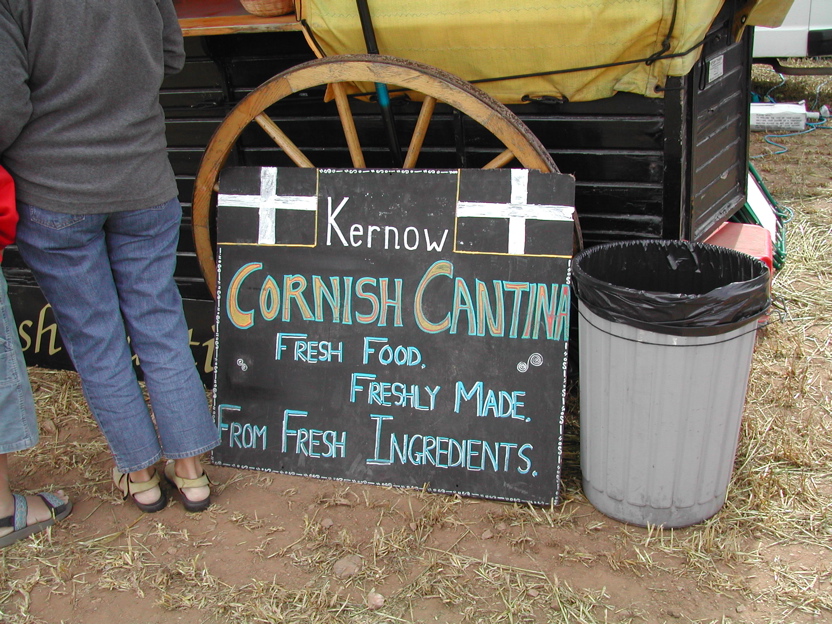 Kernow
CORNISH CANTINA
FRESH FOOD.
FRESHLY MADE.
FROM FRESH INGREDIENTS.